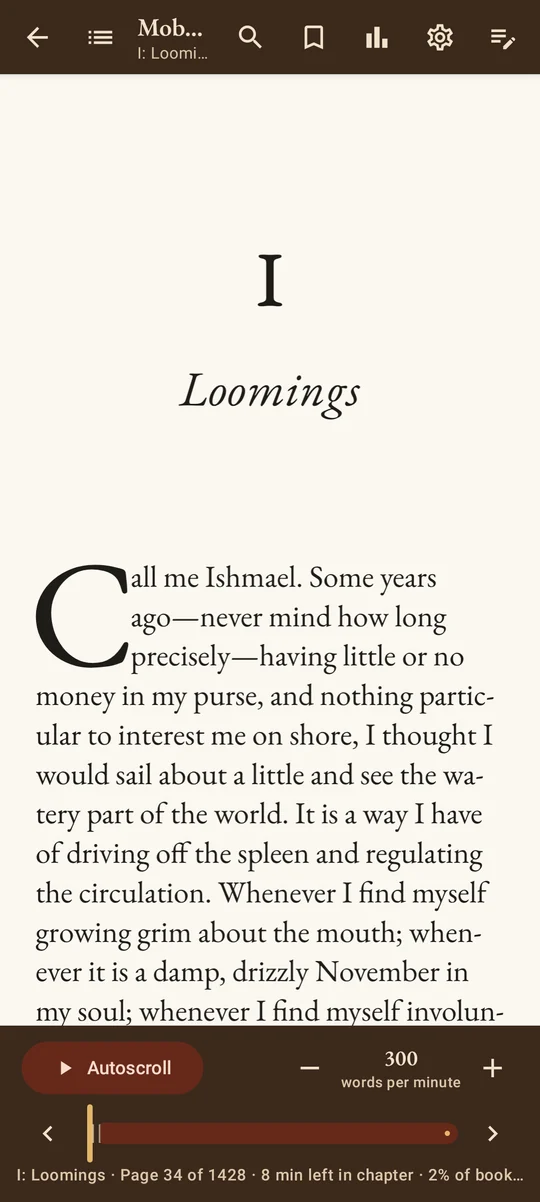 Mob...
I: Loomi...
I
Loomings
Call me Ishmael. Some years
ago—never mind how long
precisely—having little or no
money in my purse, and nothing partic-
ular to interest me on shore, I thought I
would sail about a little and see the wa-
tery part of the world. It is a way I have
of driving off the spleen and regulating
the circulation. Whenever I find myself
growing grim about the mouth; when-
ever it is a damp, drizzly November in
my soul; whenever I find myself involun-
Autoscroll
300
words per minute
I: Loomings · Page 34 of 1428 · 8 min left in chapter · 2% of book...